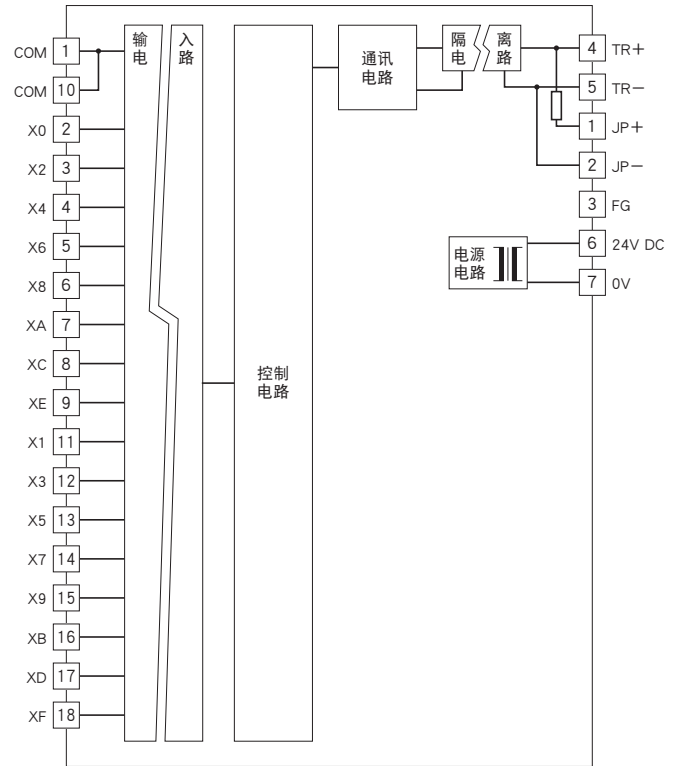 COM 1
COM 10
X0 2
X2 3
X4 4
X6 5
X8 6
XA 7
XC 8
XE 9
X1 11
X3 12
X5 13
X7 14
X9 15
XB 16
XD 17
XF 18
输入
电路
控制
电路
通讯
电路
隔离
电路
电源
电路
4 TR+
5 TR−
1 JP+
2 JP−
3 FG
6 24V DC
7 0V